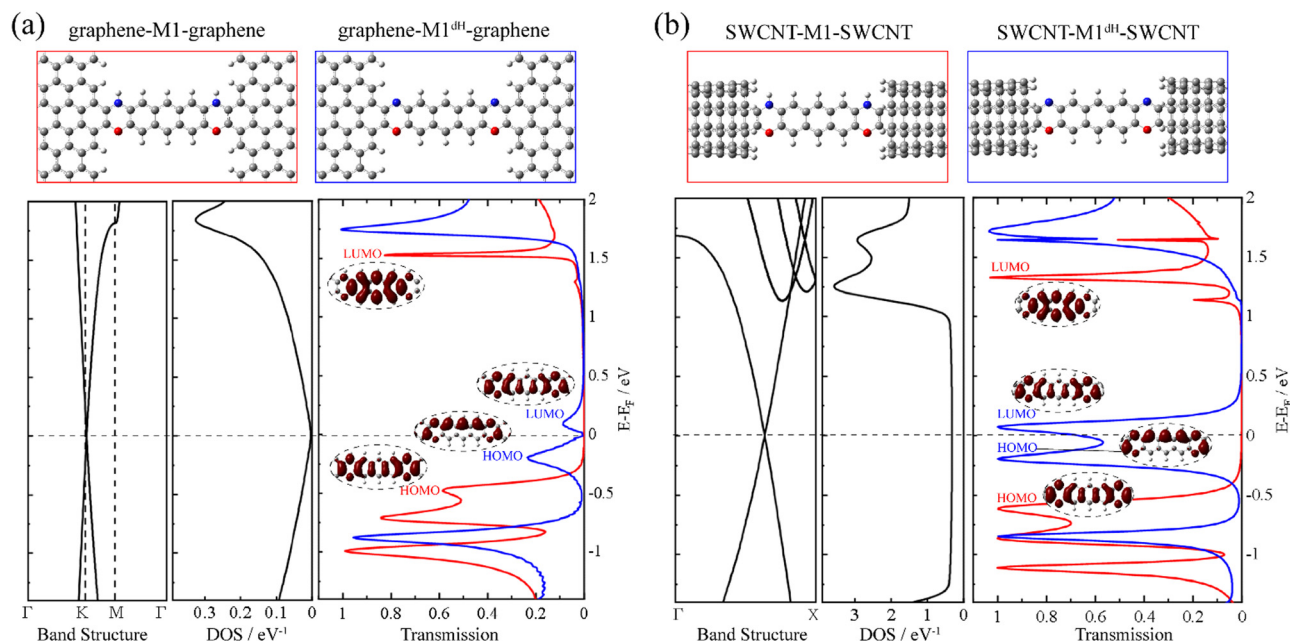 (a)
graphene-M1-graphene
graphene-M1dH-graphene
LUMO
LUMO
HOMO
HOMO
2
1.5
1
0.5
0
-0.5
-1
E-EF / eV
Γ K M Γ
Band Structure
0.3 0.2 0.1 0
DOS / eV-1
1 0.8 0.6 0.4 0.2 0
Transmission
(b)
SWCNT-M1-SWCNT
SWCNT-M1dH-SWCNT
LUMO
LUMO
HOMO
HOMO
2
1.5
1
0.5
0
-0.5
-1
E-EF / eV
Γ X
Band Structure
3 2 1 0
DOS / eV-1
1 0.8 0.6 0.4 0.2 0
Transmission